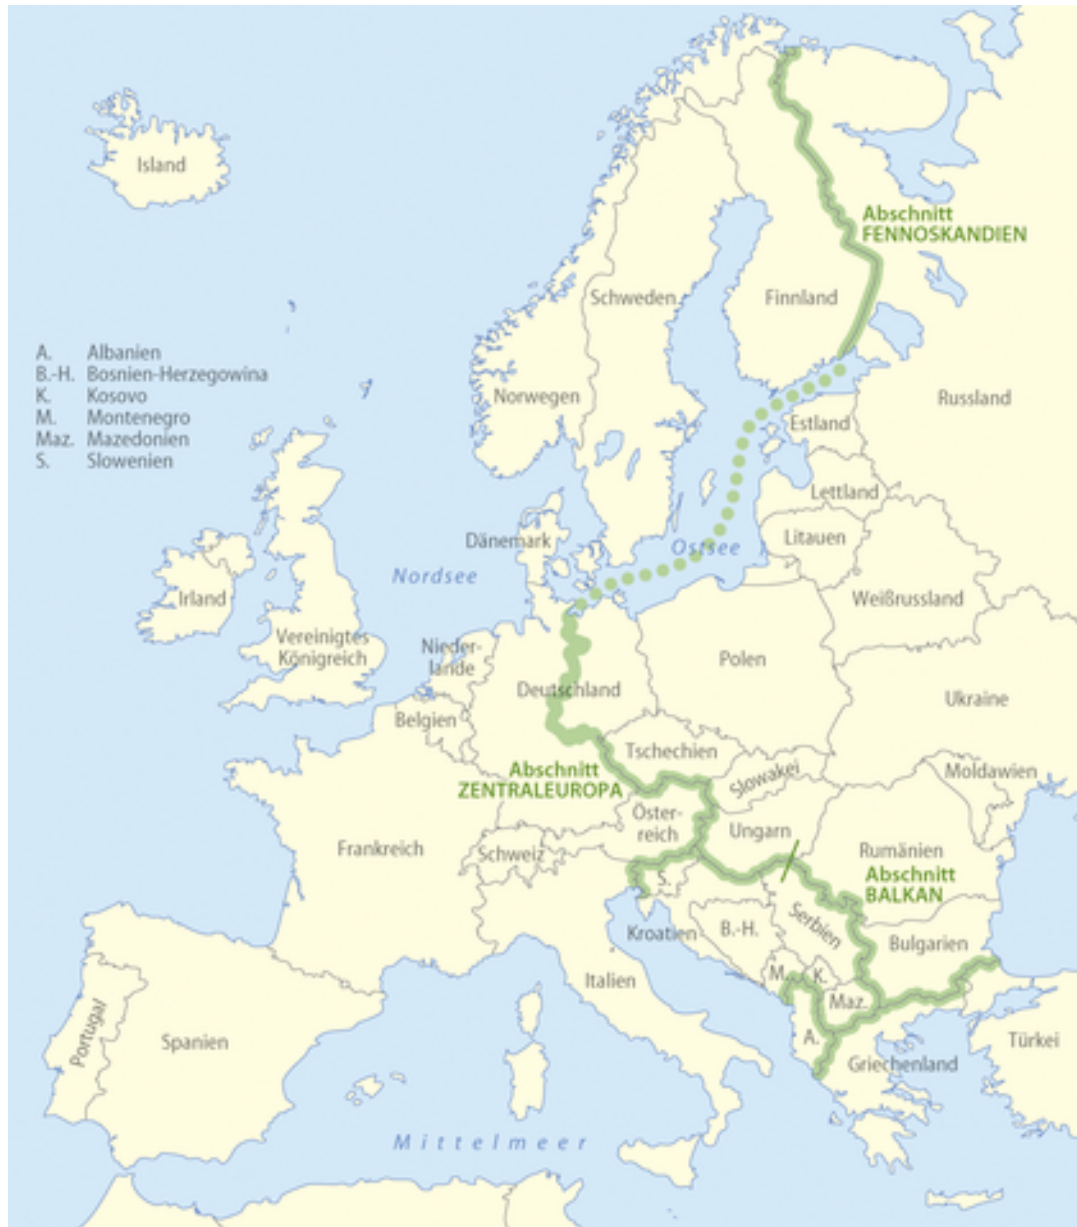 Island
Abschnitt
FENNOSKANDIEN
Schweden
Finnland
A. Albanien
B.-H. Bosnien-Herzegowina
K. Kosovo
M. Montenegro
Maz. Mazedonien
S. Slowenien
Norwegen
Russland
Estland
Lettland
Litauen
Dänemark
Ostsee
Nordsee
Irland
Weißrussland
Vereinigtes
Königreich
Nieder-
lande
Polen
Deutschland
Ukraine
Belgien
Tschechien
Abschnitt
ZENTRALEUROPA
Slowakei
Moldawien
Öster-
reich
Ungarn
Frankreich
Schweiz
Rumänien
Abschnitt
BALKAN
S.
Serbien
Kroatien
B.-H.
Bulgarien
Italien
M.
K.
Maz.
Portugal
Spanien
A.
Griechenland
Türkei
Mittelmeer